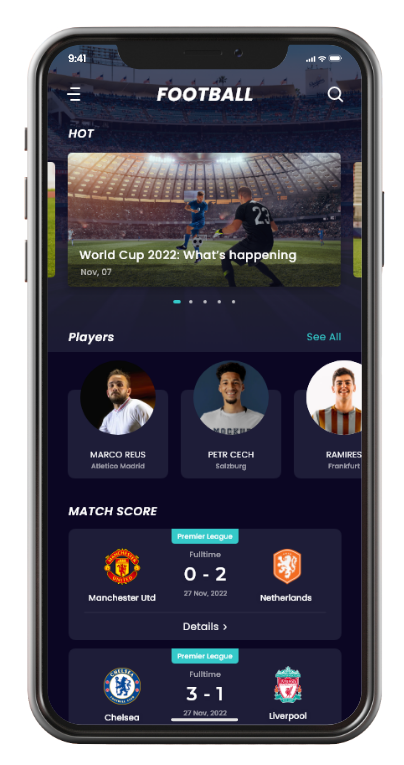 9:41
FOOTBALL
HOT
23
World Cup 2022: What's happening
Nov, 07
Players
See All
MARCO REUS
Atletico Madrid
PETR CECH
Salzburg
RAMIRES
Frankfurt
MATCH SCORE
Premier League
Fulltime
0 - 2
27 Nov, 2022
Manchester Utd
Netherlands
Details >
Premier League
Fulltime
3 - 1
27 Nov, 2022
Chelsea
Liverpool